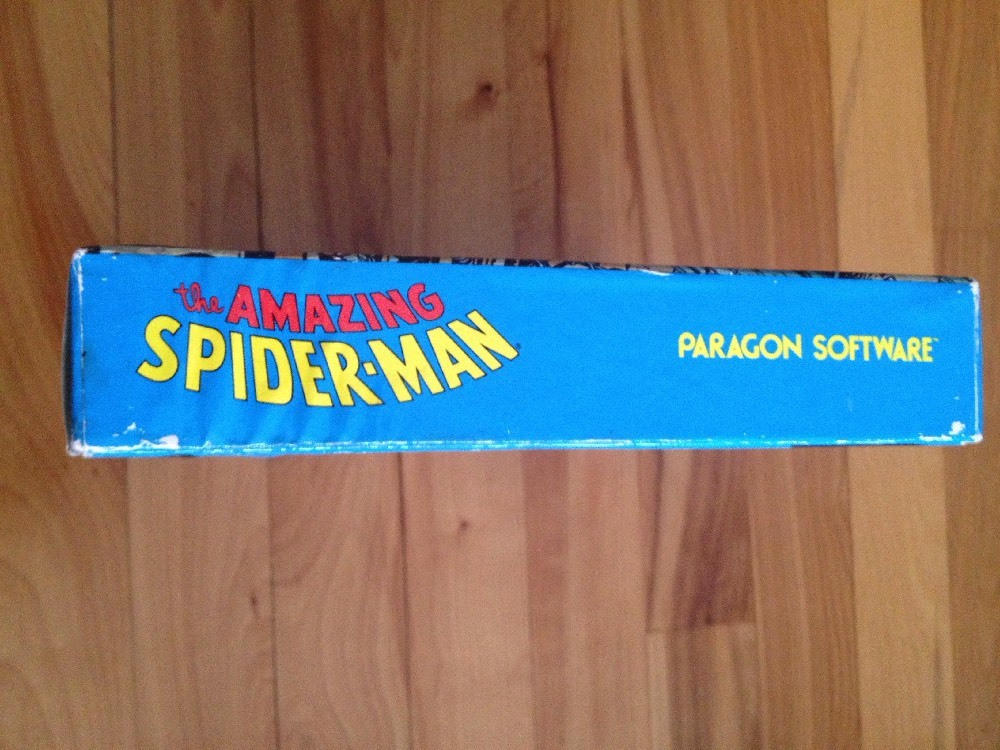 the AMAZING
SPIDER-MAN®
PARAGON SOFTWARE™